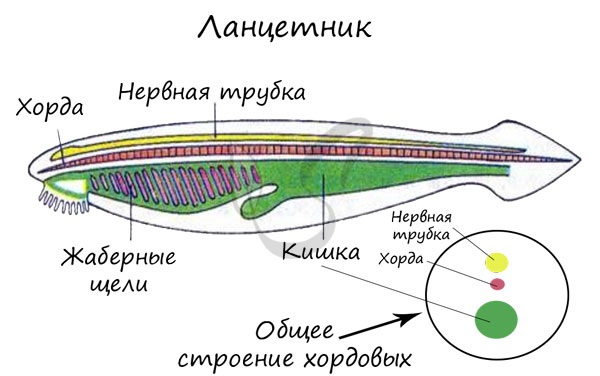 Ланцетник
Хорда
Нервная трубка
Жаберные
щели
Кишка
Нервная
трубка
Хорда
Общее
строение хордовых